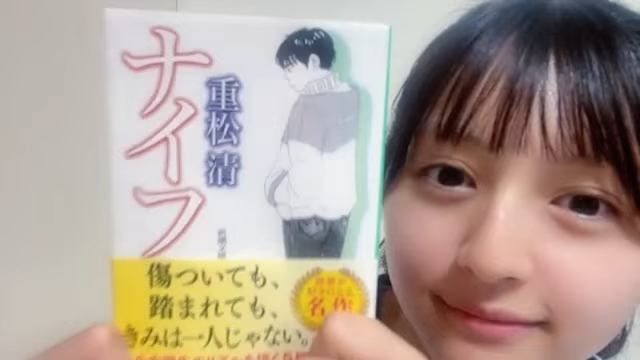 ナイフ
重松清
傷ついても、
踏まれても、
きみは一人じゃない。
名作